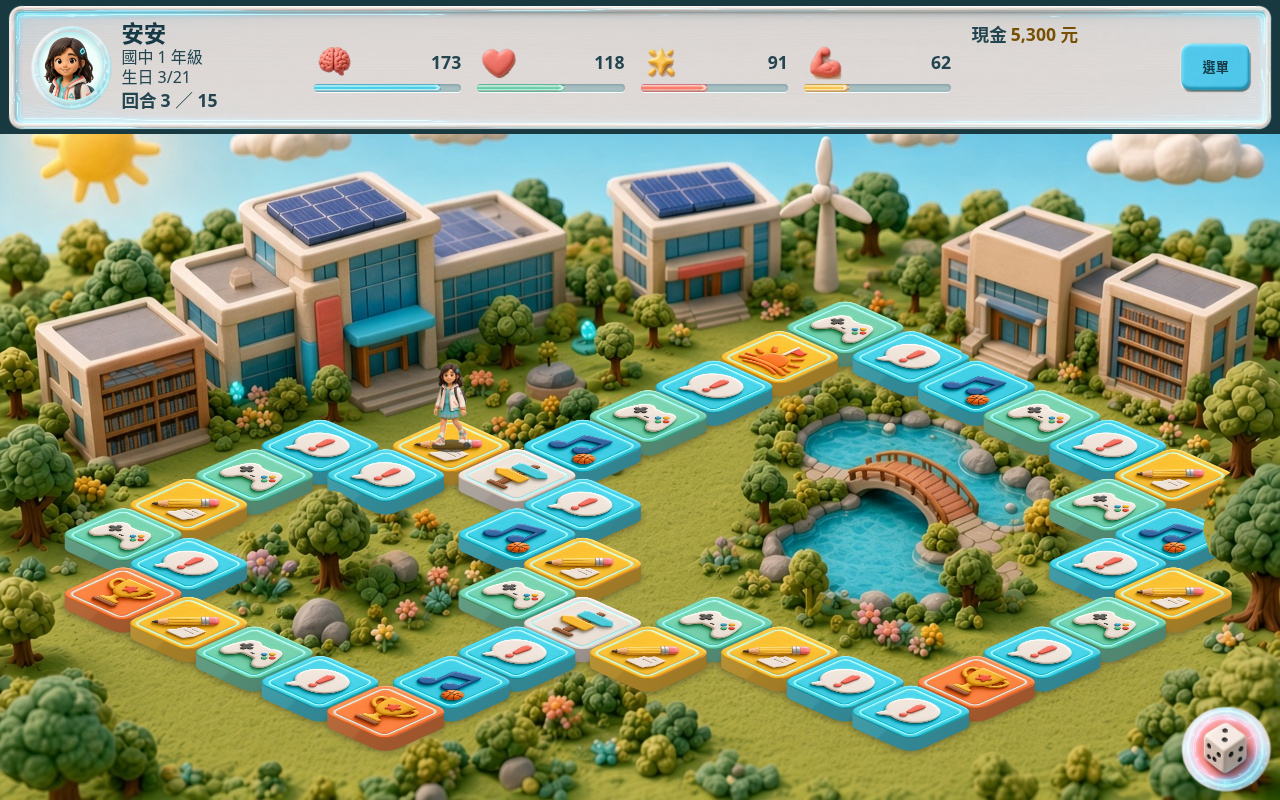 安安
國中 1 年級
生日 3/21
回合 3 ／ 15
173
118
91
62
現金 5,300 元
選單